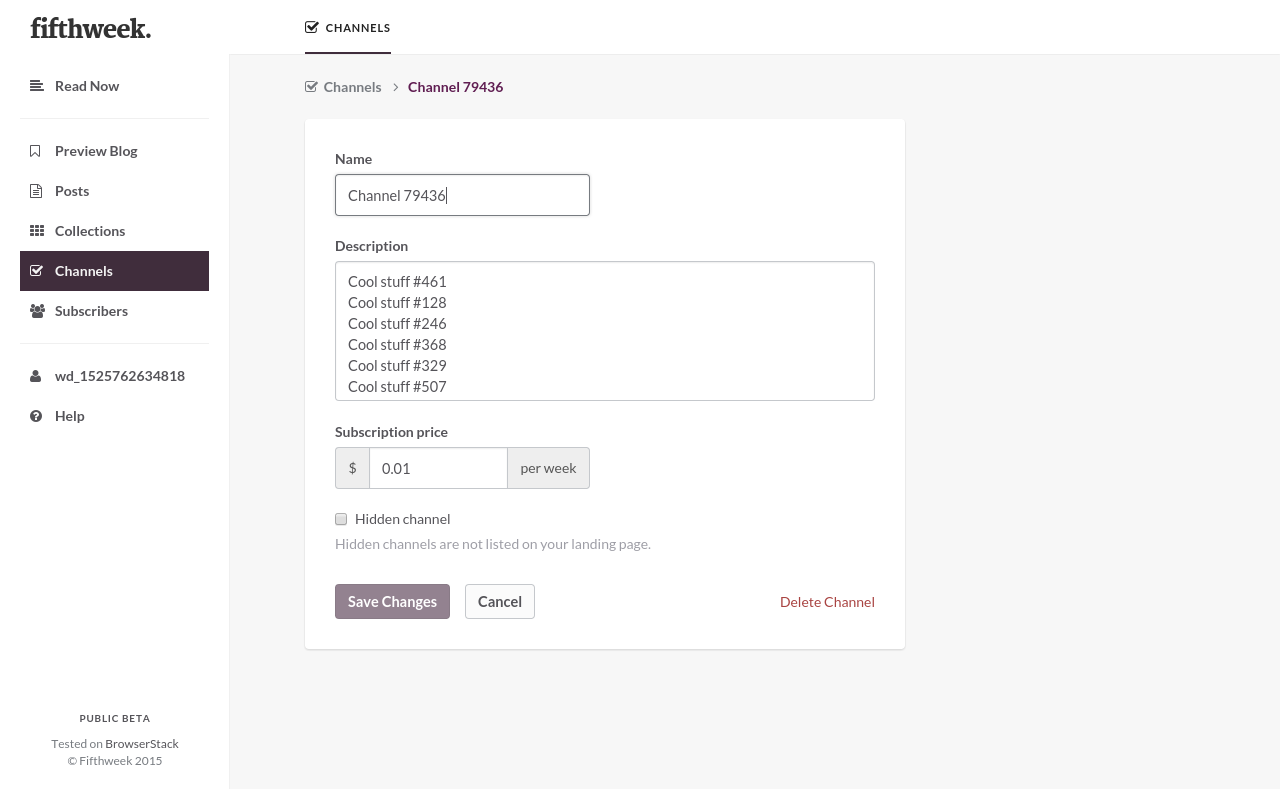 fifthweek.
CHANNELS
Read Now
Preview Blog
Posts
Collections
Channels
Subscribers
wd_1525762634818
Help
PUBLIC BETA
Tested on BrowserStack
© Fifthweek 2015
Channels > Channel 79436
Name
Channel 79436
Description
Cool stuff #461
Cool stuff #128
Cool stuff #246
Cool stuff #368
Cool stuff #329
Cool stuff #507
Subscription price
$ 0.01 per week
Hidden channel
Hidden channels are not listed on your landing page.
Save Changes Cancel Delete Channel